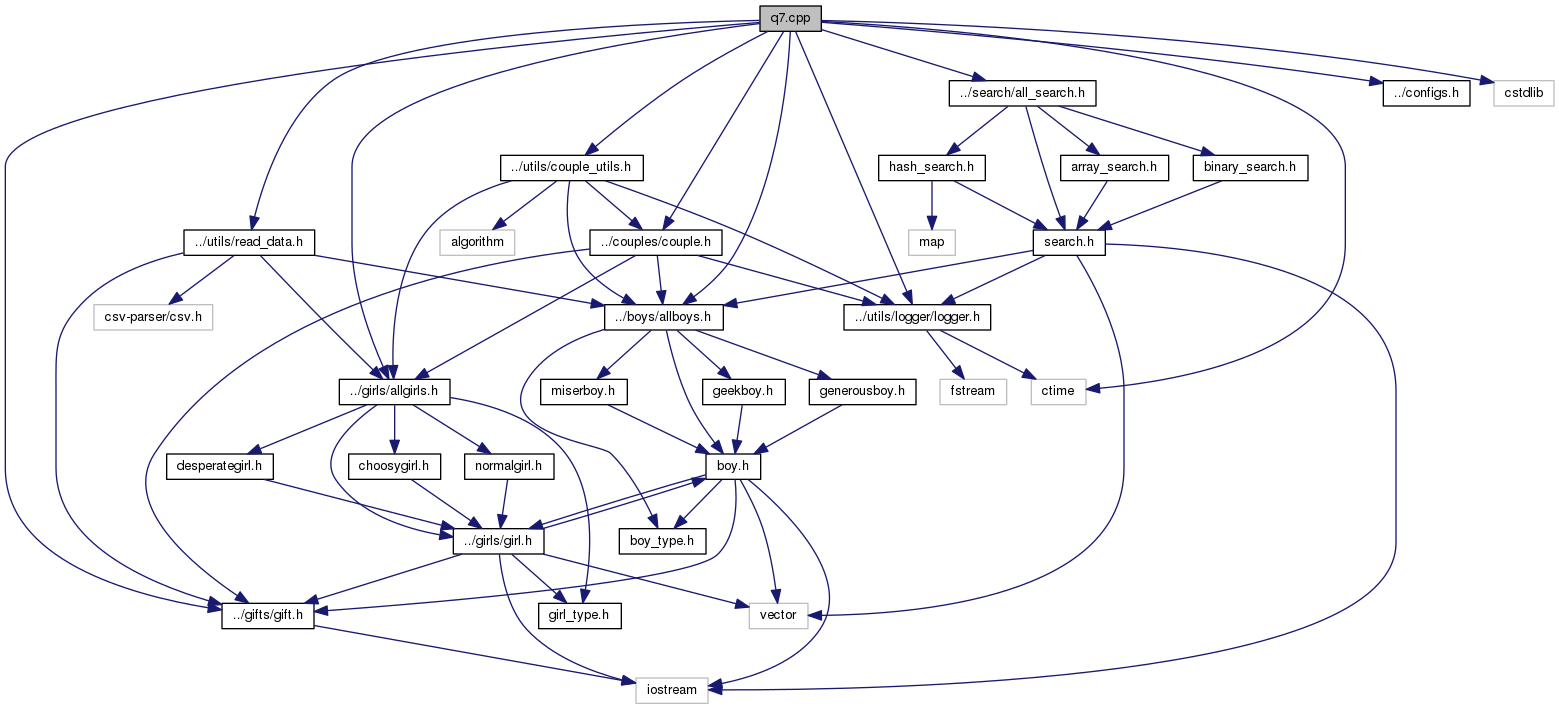 q7.cpp
../search/all_search.h
../configs.h
cstdlib
../utils/couple_utils.h
hash_search.h
array_search.h
binary_search.h
../utils/read_data.h
algorithm
../couples/couple.h
map
search.h
csv-parser/csv.h
../boys/allboys.h
../utils/logger/logger.h
../girls/allgirls.h
miserboy.h
geekboy.h
generousboy.h
fstream
ctime
desperategirl.h
choosygirl.h
normalgirl.h
boy.h
../girls/girl.h
boy_type.h
../gifts/gift.h
girl_type.h
vector
iostream